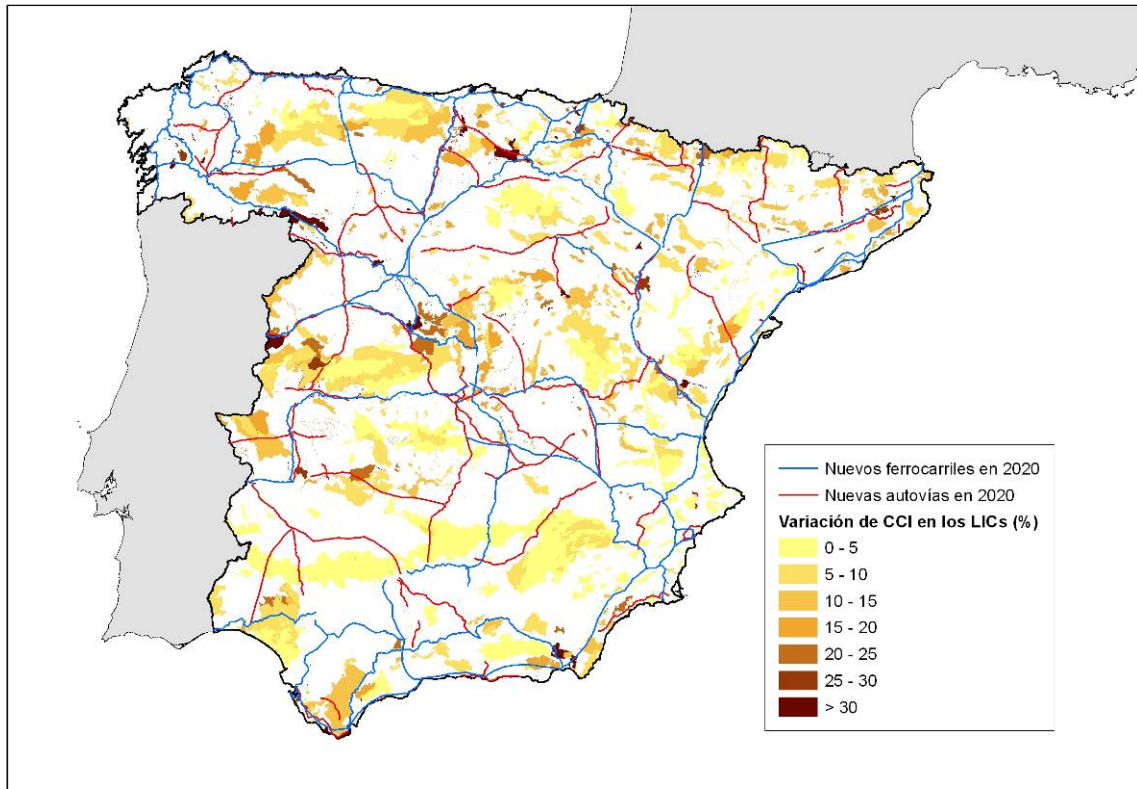 Nuevos ferrocarriles en 2020
Nuevas autovías en 2020
Variación de CCI en los LICs (%)
0 - 5
5 - 10
10 - 15
15 - 20
20 - 25
25 - 30
> 30